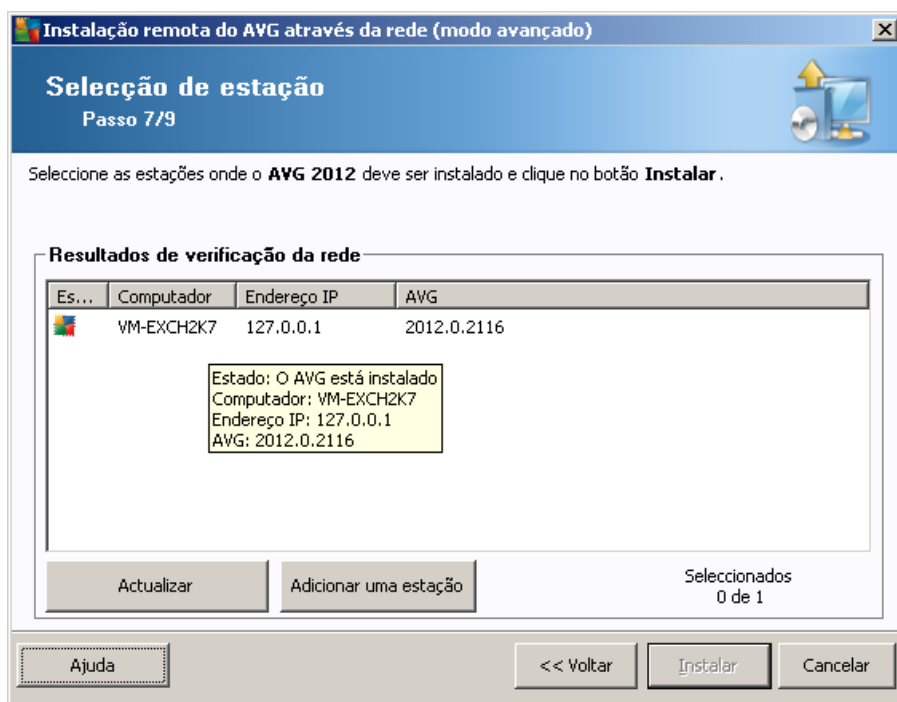 Instalação remota do AVG através da rede (modo avançado)
Selecção de estação
Passo 7/9
Seleccione as estações onde o AVG 2012 deve ser instalado e clique no botão Instalar.
Resultados de verificação da rede
Es... Computador Endereço IP AVG
VM-EXCH2K7 127.0.0.1 2012.0.2116
Estado: O AVG está instalado
Computador: VM-EXCH2K7
Endereço IP: 127.0.0.1
AVG: 2012.0.2116
Actualizar Adicionar uma estação Seleccionados
0 de 1
Ajuda << Voltar Instalar Cancelar